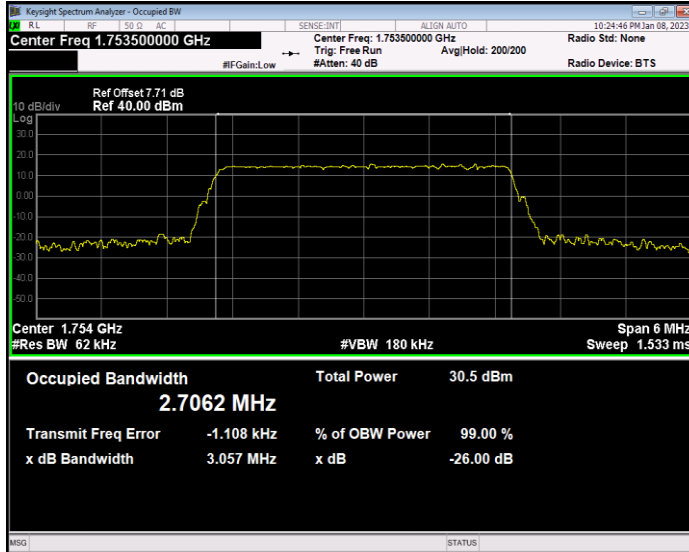 Keysight Spectrum Analyzer - Occupied BW
RL RF 50 Ω AC SENSE:INT ALIGN AUTO 10:24:46 PM Jan 08, 2023
Center Freq 1.753500000 GHz Center Freq: 1.753500000 GHz Radio Std: None
Trig: Free Run Avg|Hold: 200/200
#IFGain:Low #Atten: 40 dB Radio Device: BTS
Ref Offset 7.71 dB
10 dB/div Ref 40.00 dBm
Log
30.0
20.0
10.0
0.00
-10.0
-20.0
-30.0
-40.0
-50.0
Center 1.754 GHz Span 6 MHz
#Res BW 62 kHz #VBW 180 kHz Sweep 1.533 ms
Occupied Bandwidth Total Power 30.5 dBm
2.7062 MHz
Transmit Freq Error -1.108 kHz % of OBW Power 99.00 %
x dB Bandwidth 3.057 MHz x dB -26.00 dB
MSG STATUS